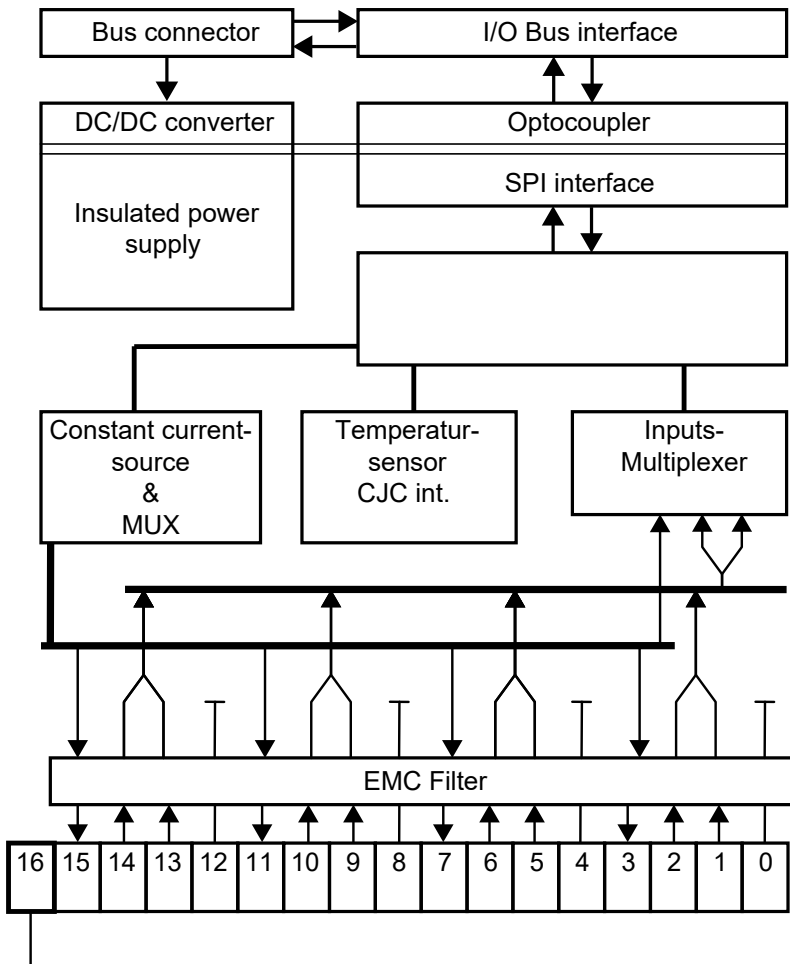 Bus connector
I/O Bus interface
DC/DC converter
Optocoupler
SPI interface
Insulated power
supply
Constant current-
source
&
MUX
Temperatur-
sensor
CJC int.
Inputs-
Multiplexer
EMC Filter
16 15 14 13 12 11 10 9 8 7 6 5 4 3 2 1 0